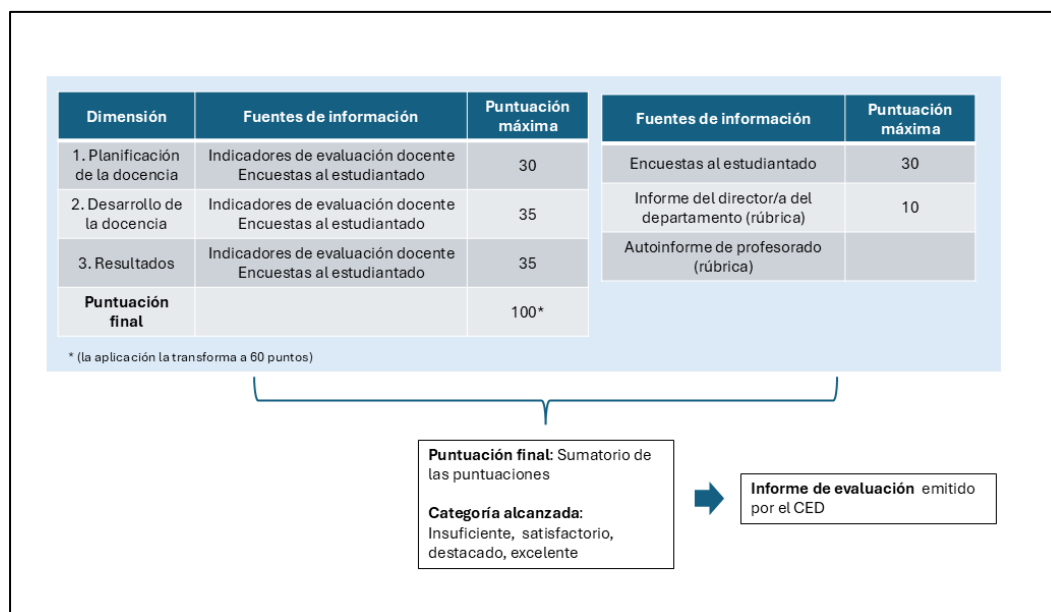 Dimensión
Fuentes de información
Puntuación
máxima
1. Planificación
de la docencia
Indicadores de evaluación docente
Encuestas al estudiantado
30
2. Desarrollo de
la docencia
Indicadores de evaluación docente
Encuestas al estudiantado
35
3. Resultados
Indicadores de evaluación docente
Encuestas al estudiantado
35
Puntuación
final
100*
* (la aplicación la transforma a 60 puntos)
Fuentes de información
Puntuación
máxima
Encuestas al estudiantado
30
Informe del director/a del
departamento (rúbrica)
10
Autoinforme de profesorado
(rúbrica)
Puntuación final: Sumatorio de
las puntuaciones
Categoría alcanzada:
Insuficiente, satisfactorio,
destacado, excelente
Informe de evaluación emitido
por el CED